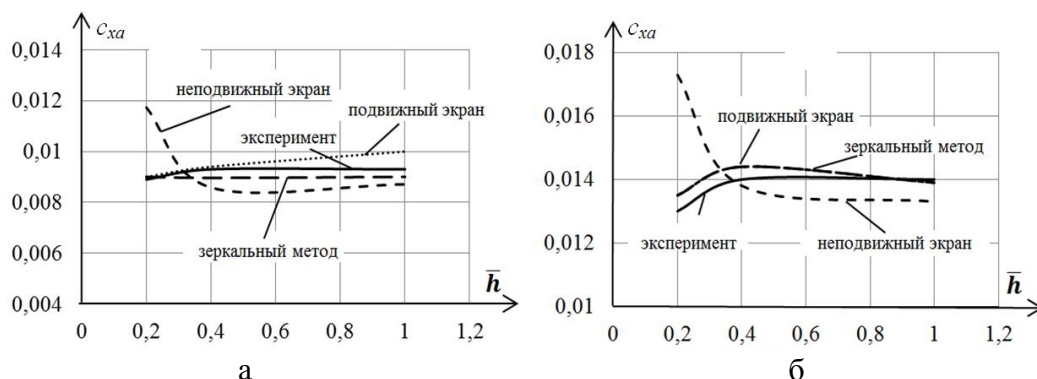 c_xa
0,014
0,012
0,01
0,008
0,006
0,004
0
0,2
0,4
0,6
0,8
1
1,2
h̅
неподвижный экран
подвижный экран
эксперимент
зеркальный метод
а
c_xa
0,018
0,016
0,014
0,012
0,01
0
0,2
0,4
0,6
0,8
1
1,2
h̅
подвижный экран
зеркальный метод
эксперимент
неподвижный экран
б